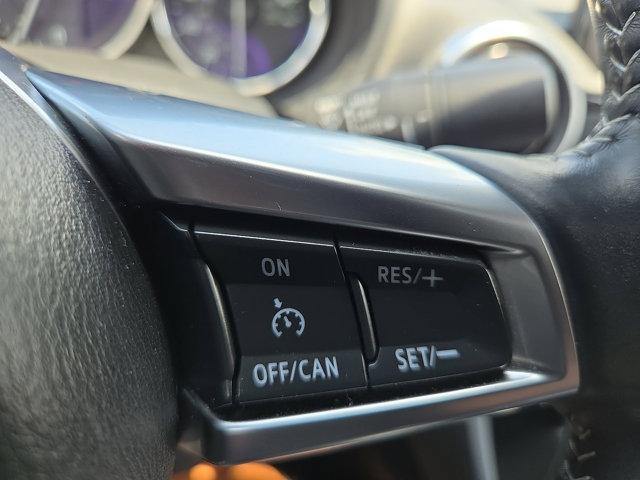 ON
RES/+
OFF/CAN
SET/—